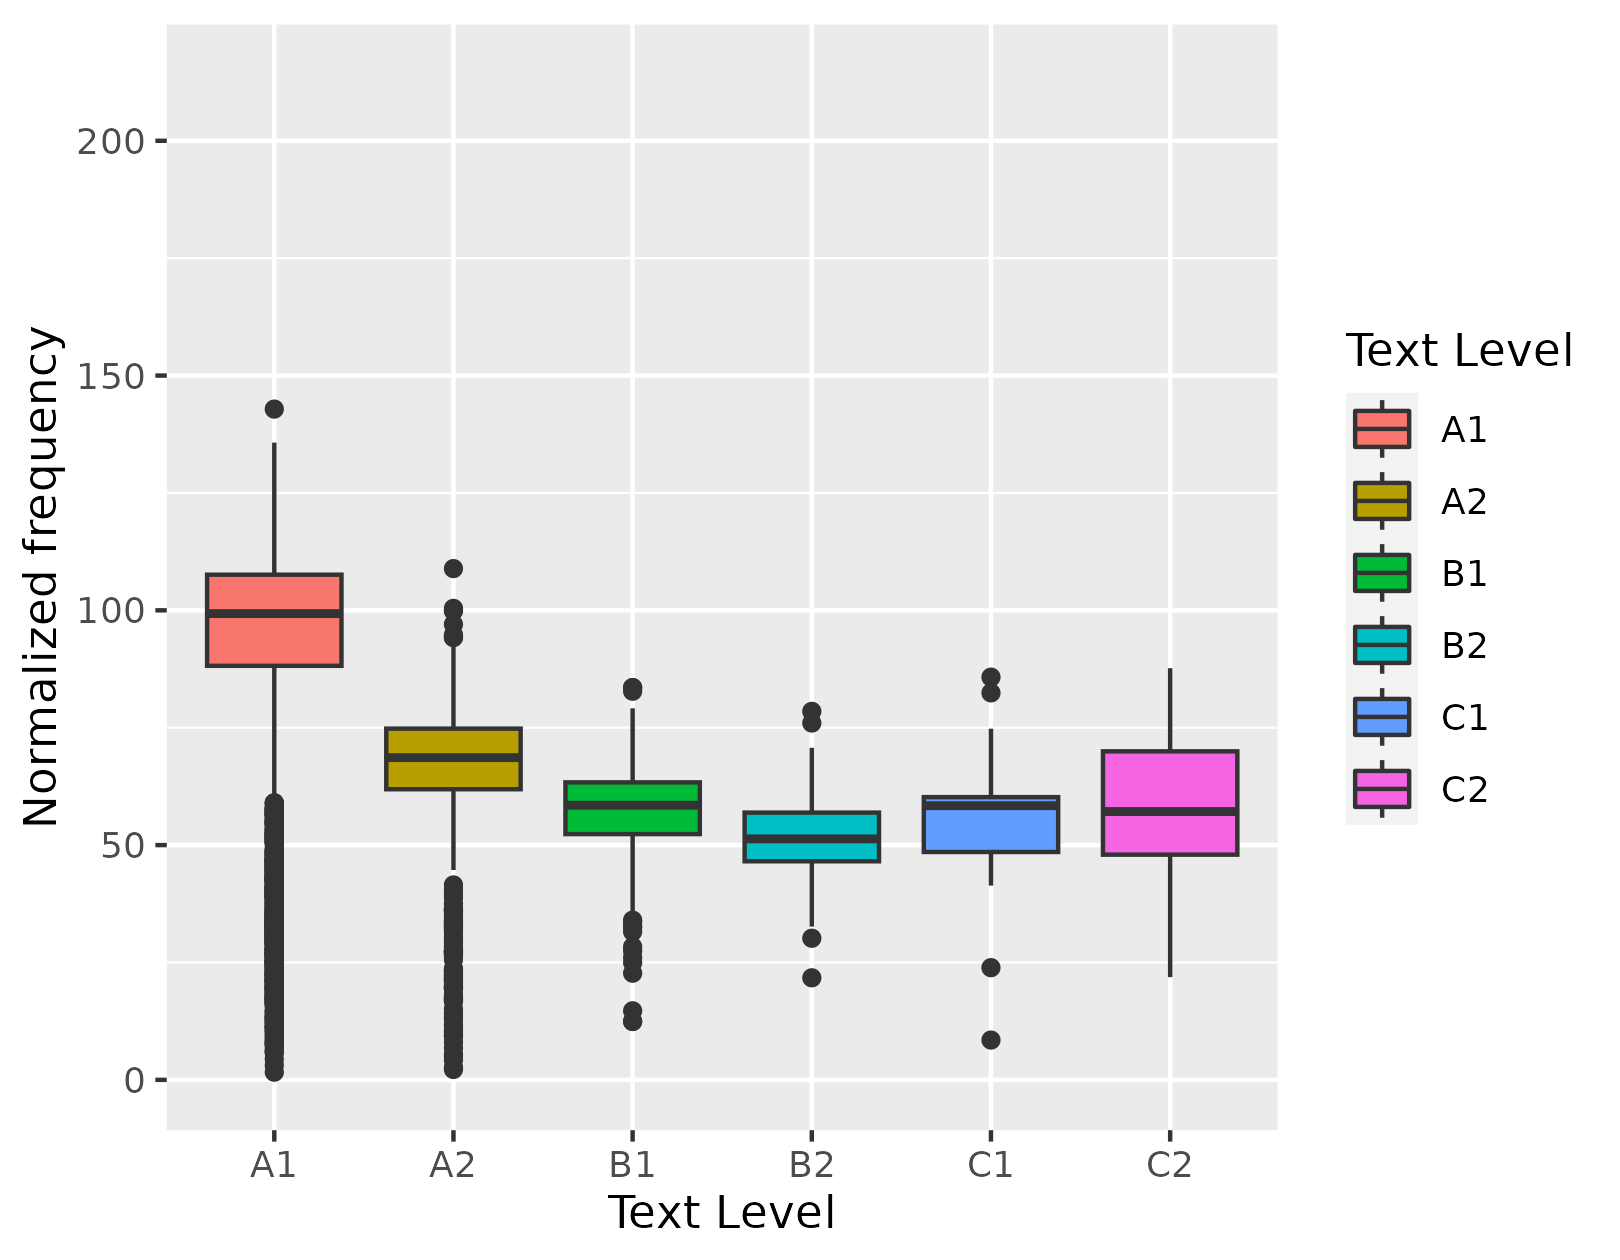 Normalized frequency
200
150
100
50
0
A1 A2 B1 B2 C1 C2
Text Level
Text Level
A1
A2
B1
B2
C1
C2